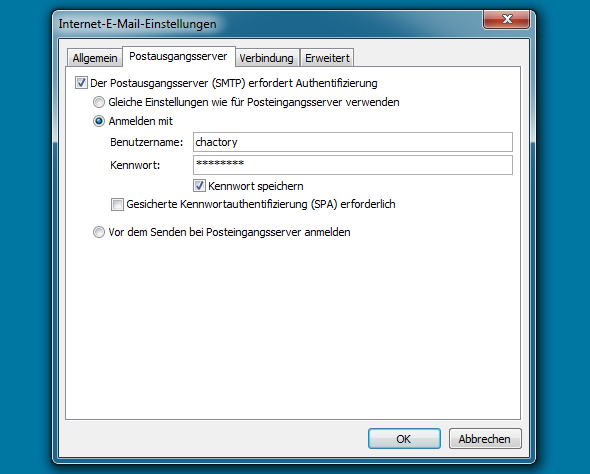 Internet-E-Mail-Einstellungen
Allgemein Postausgangsserver Verbindung Erweitert
Der Postausgangsserver (SMTP) erfordert Authentifizierung
Gleiche Einstellungen wie für Posteingangsserver verwenden
Anmelden mit
Benutzername: chactory
Kennwort: ********
Kennwort speichern
Gesicherte Kennwortauthentifizierung (SPA) erforderlich
Vor dem Senden bei Posteingangsserver anmelden
OK Abbrechen